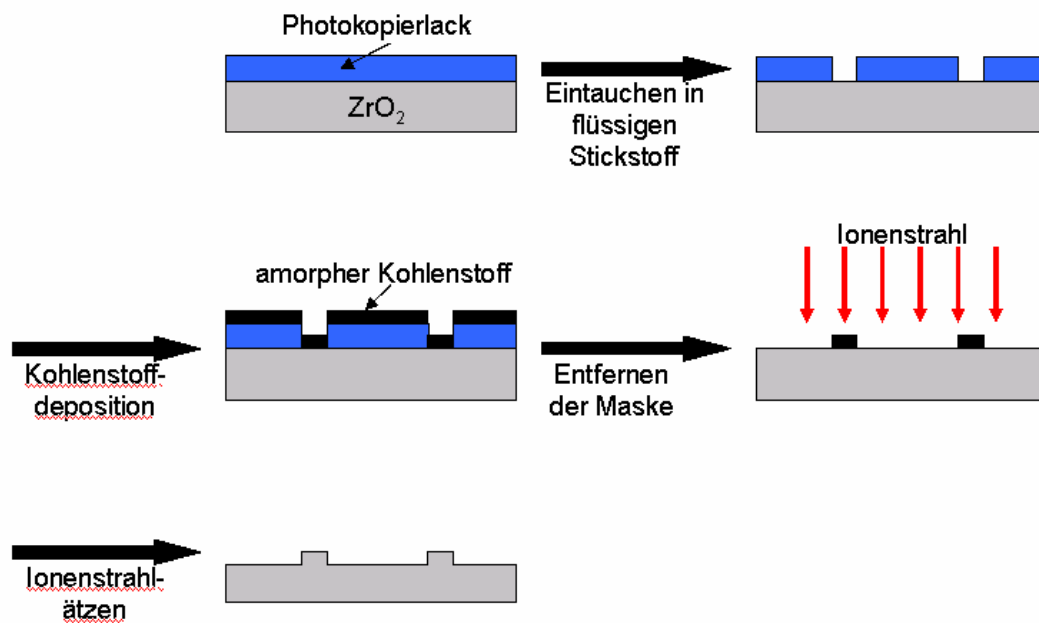 Photokopierlack
ZrO₂
Eintauchen in
flüssigen
Stickstoff
Kohlenstoff-
deposition
amorpher Kohlenstoff
Entfernen
der Maske
Ionenstrahl
Ionenstrahl-
ätzen